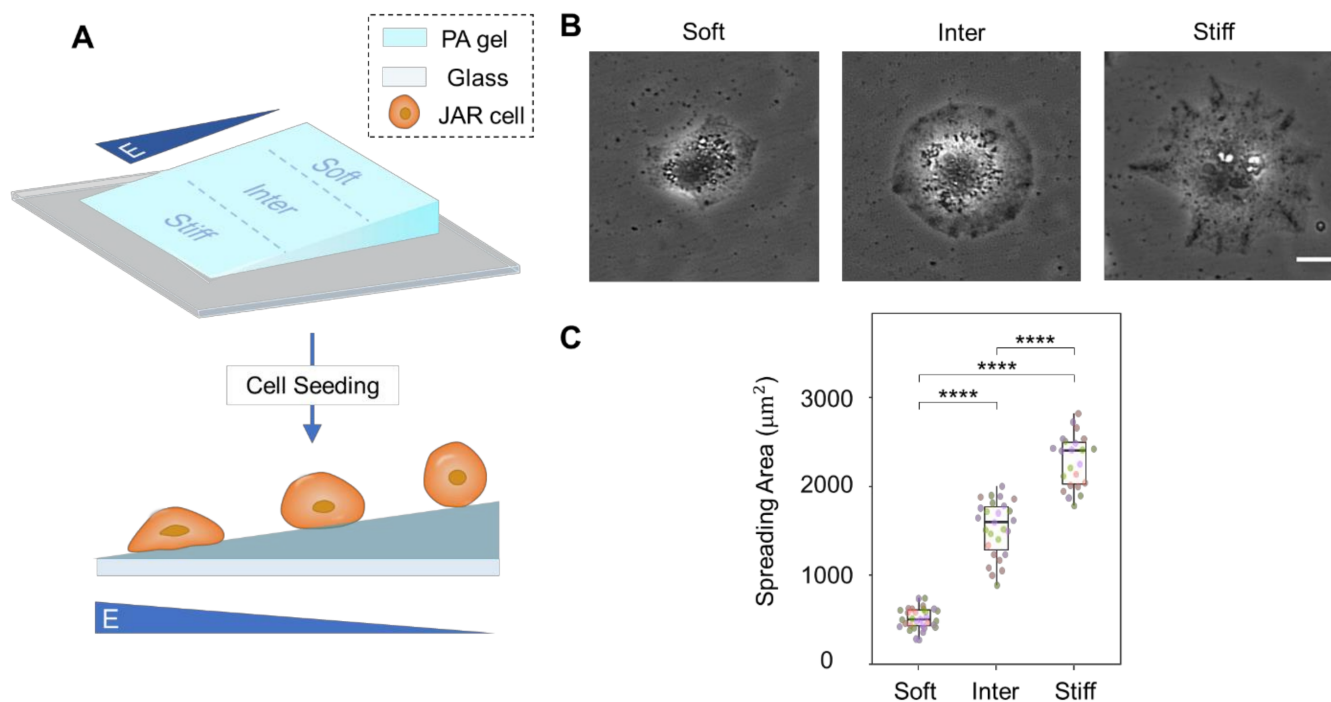 A
PA gel
Glass
JAR cell
E
Soft
Inter
Stiff
Cell Seeding
E
B
Soft Inter Stiff
C
Spreading Area (μm²)
3000
2000
1000
0
****
****
****
Soft Inter Stiff